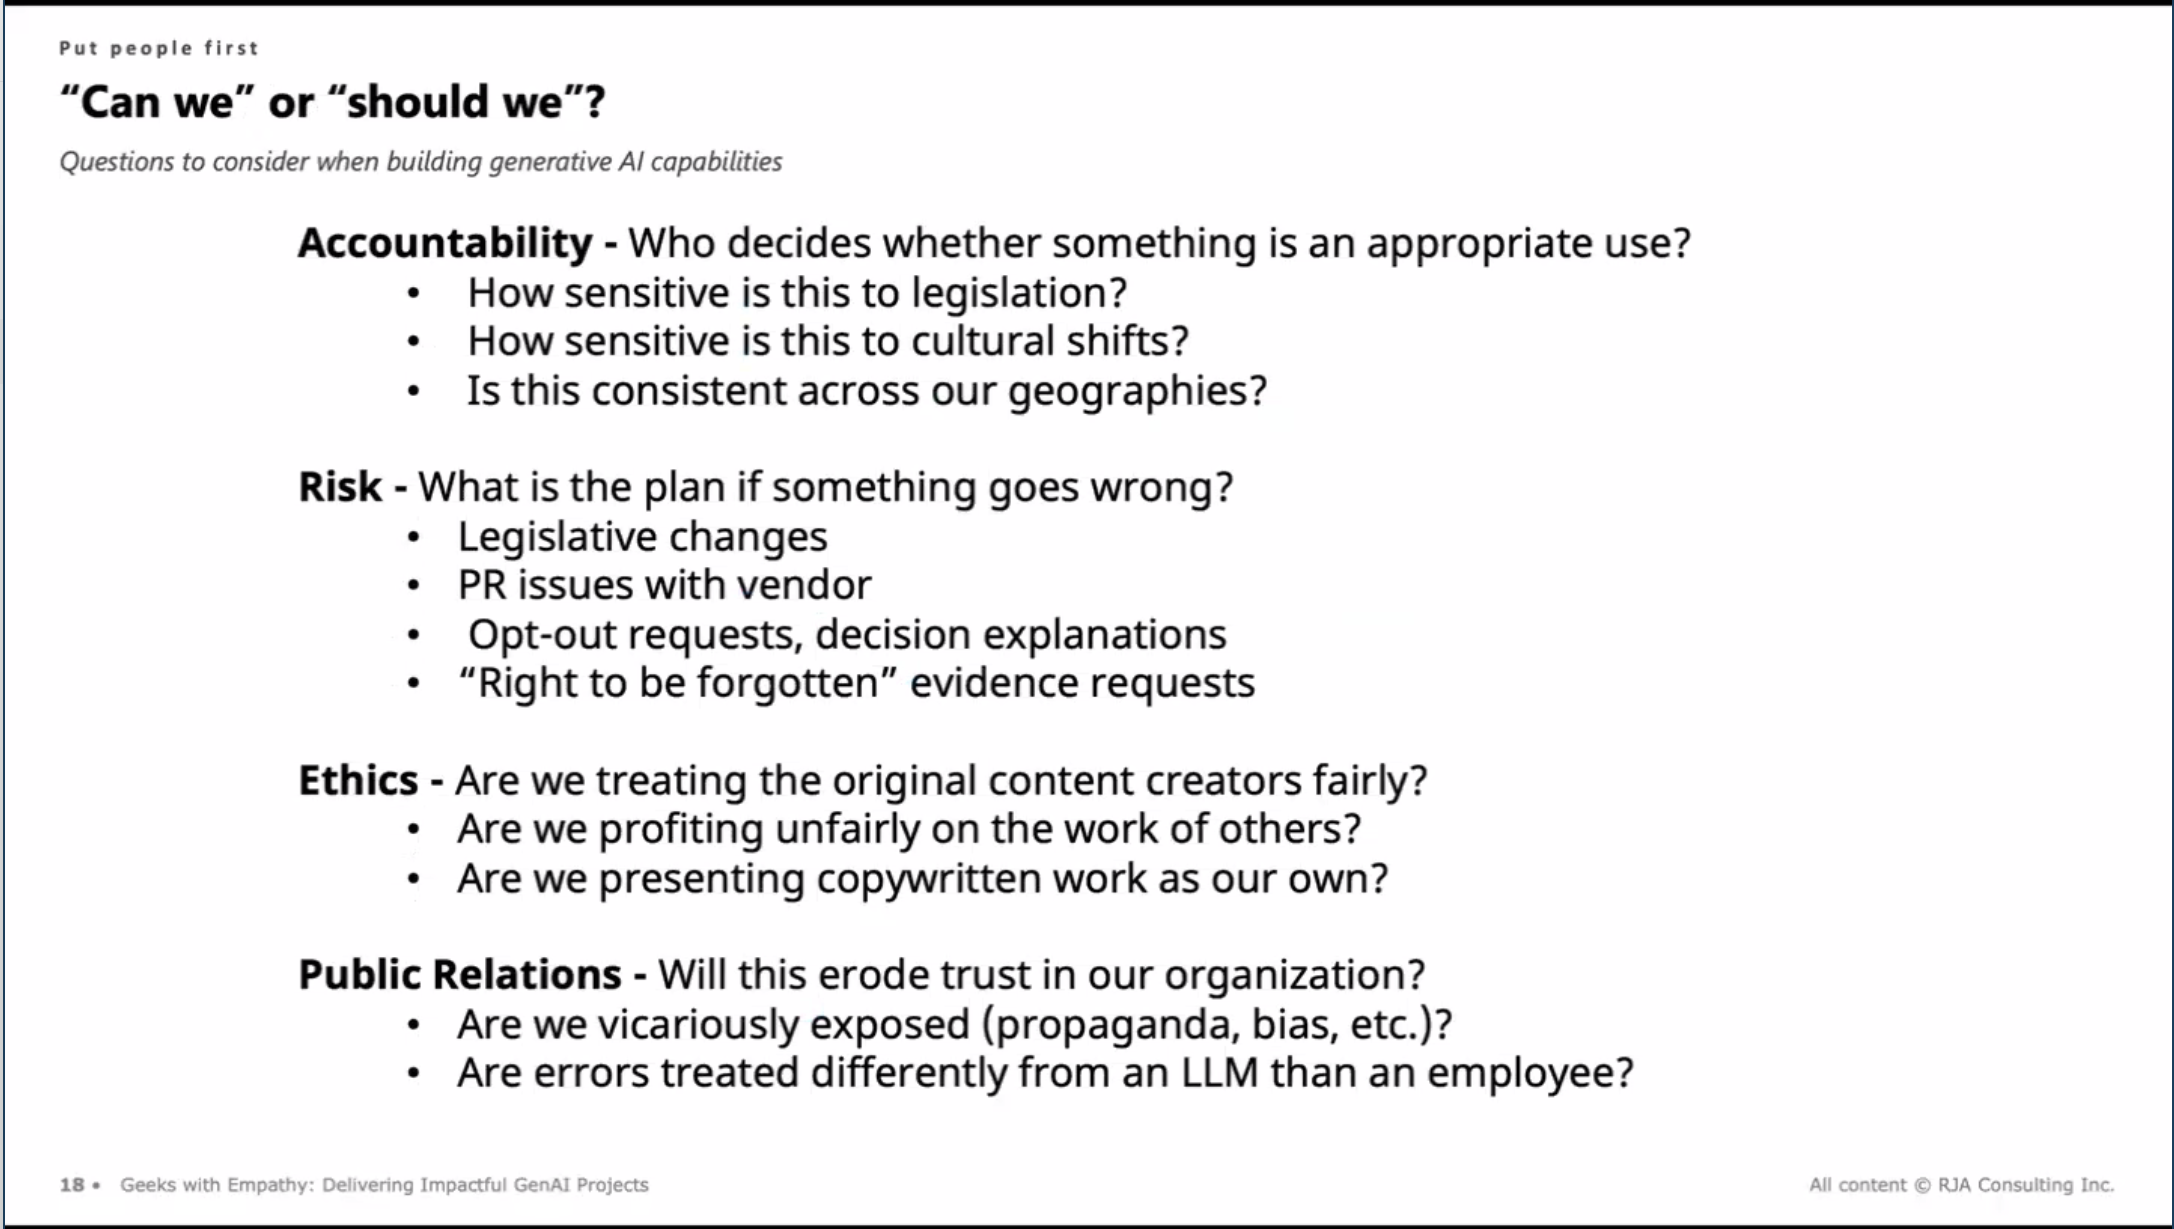 Put people first
“Can we” or “should we”?
Questions to consider when building generative AI capabilities
Accountability - Who decides whether something is an appropriate use?
• How sensitive is this to legislation?
• How sensitive is this to cultural shifts?
• Is this consistent across our geographies?
Risk - What is the plan if something goes wrong?
• Legislative changes
• PR issues with vendor
• Opt-out requests, decision explanations
• “Right to be forgotten” evidence requests
Ethics - Are we treating the original content creators fairly?
• Are we profiting unfairly on the work of others?
• Are we presenting copywritten work as our own?
Public Relations - Will this erode trust in our organization?
• Are we vicariously exposed (propaganda, bias, etc.)?
• Are errors treated differently from an LLM than an employee?
18 • Geeks with Empathy: Delivering Impactful GenAI Projects
All content © RJA Consulting Inc.